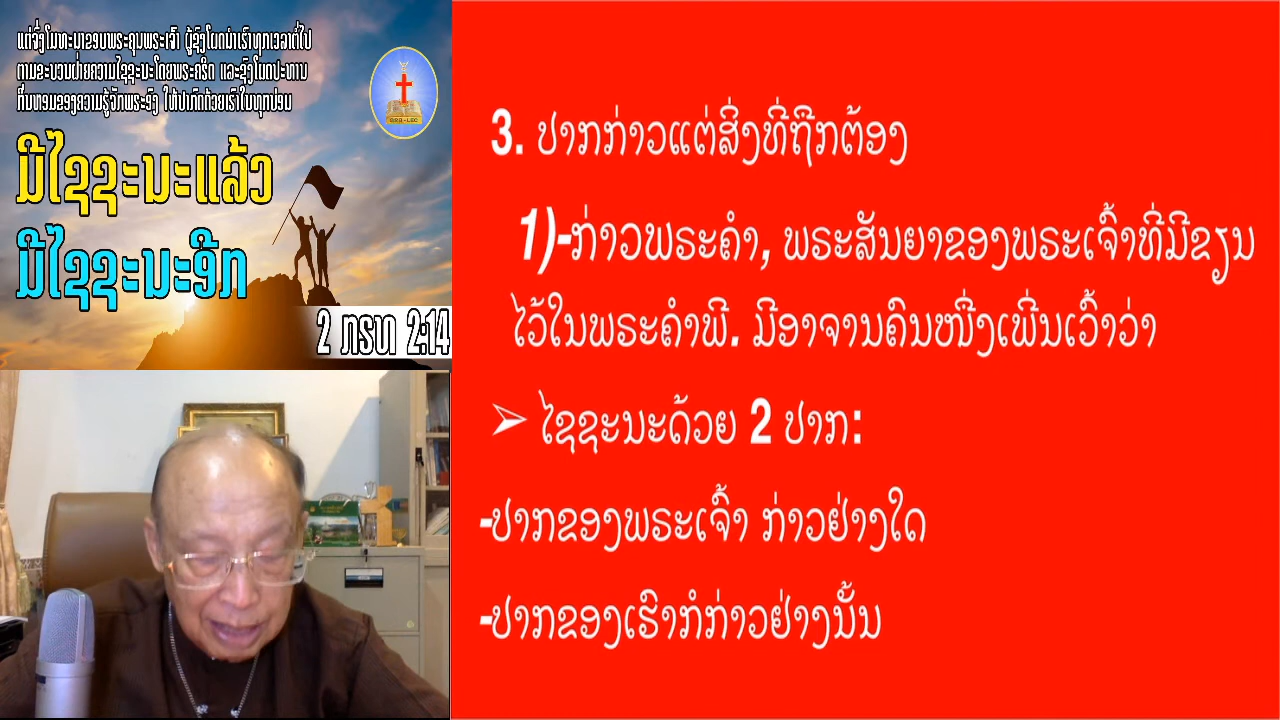 ແຕ່ຈົ່ງໂມທະນາຂອບພຣະຄຸນພຣະເຈົ້າ ຜູ້ຊົງໂຜດນຳເຮົາທຸກເວລາຕໍ່ໄປ
ຕາມຂະບວນຝ່າຍຄວາມໄຊຊະນະໂດຍພຣະຄຣິດ ແລະຊົງໂຜດປະທານ
ກິ່ນຫອມຂອງຄວາມຮູ້ຈັກພຣະອົງ ໃຫ້ປາກົດດ້ວຍເຮົາໃນທຸກບ່ອນ
ມີໄຊຊະນະແລ້ວ
ມີໄຊຊະນະອີກ
2 ກຣທ 2:14
3. ປາກກ່າວແຕ່ສິ່ງທີ່ຖືກຕ້ອງ
1)-ກ່າວພຣະຄຳ, ພຣະສັນຍາຂອງພຣະເຈົ້າທີ່ມີຂຽນ
ໄວ້ໃນພຣະຄຳພີ. ມີອາຈານຄົນໜຶ່ງເພິ່ນເວົ້າວ່າ
➢ ໄຊຊະນະດ້ວຍ 2 ປາກ:
-ປາກຂອງພຣະເຈົ້າ ກ່າວຢ່າງໃດ
-ປາກຂອງເຮົາກໍກ່າວຢ່າງນັ້ນ